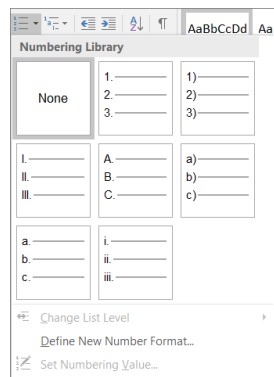 AaBbCcDd Aa
Numbering Library
None
1.
2.
3.
1)
2)
3)
I.
II.
III.
A.
B.
C.
a)
b)
c)
a.
b.
c.
i.
ii.
iii.
Change List Level
Define New Number Format...
Set Numbering Value...